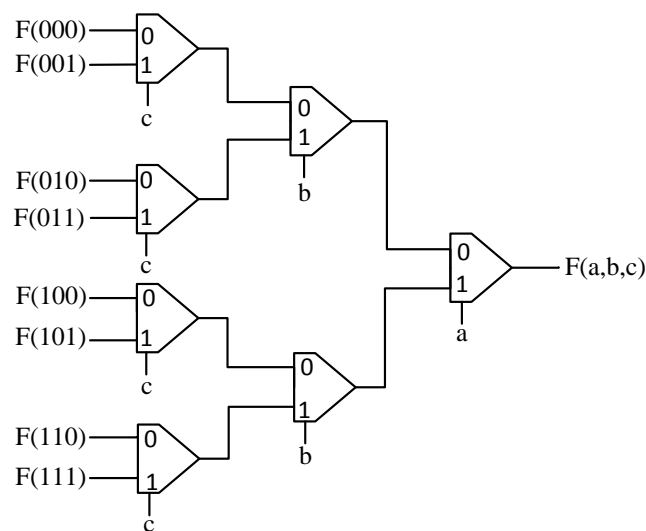 F(000)
0
F(001)
1
c
0
1
b
F(010)
0
F(011)
1
c
0
1
a
F(a,b,c)
F(100)
0
F(101)
1
c
0
1
b
F(110)
0
F(111)
1
c